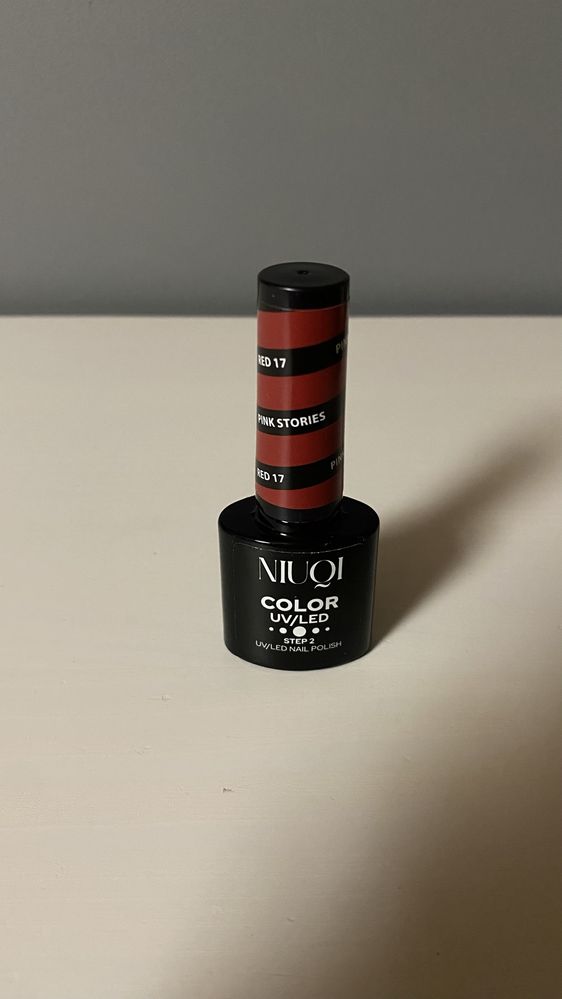 RED 17
PINK STORIES
RED 17
NIUQI
COLOR
UV/LED
STEP 2
UV/LED NAIL POLISH